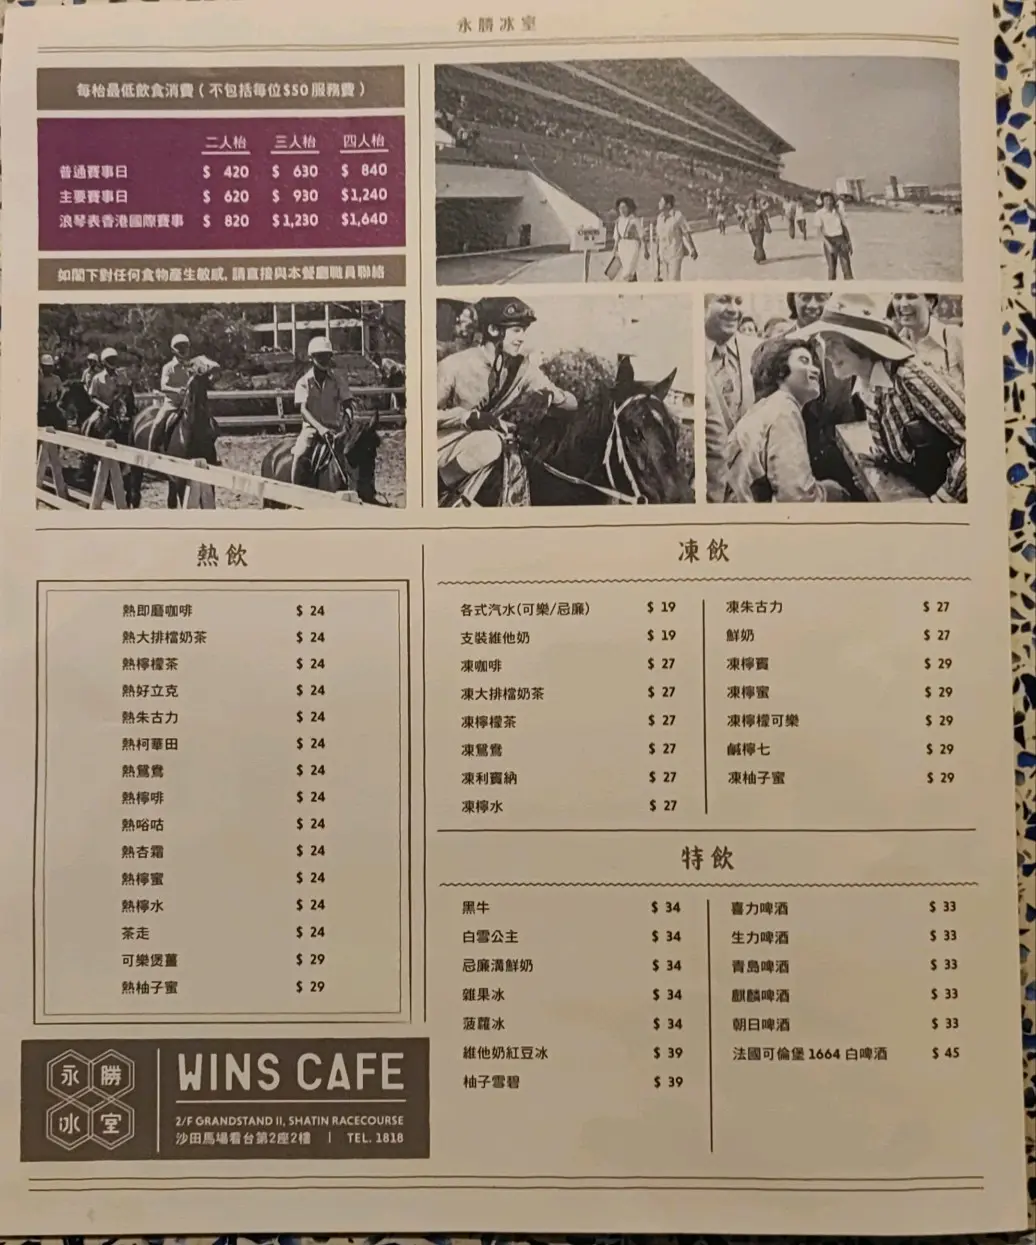 永勝冰室
每枱最低飲食消費（不包括每位$50服務費）
二人枱 三人枱 四人枱
普通賽事日 $ 420 $ 630 $ 840
主要賽事日 $ 620 $ 930 $1,240
浪琴表香港國際賽事 $ 820 $1,230 $1,640
如閣下對任何食物產生敏感, 請直接與本餐廳職員聯絡
熱飲
熱即磨咖啡 $ 24
熱大排檔奶茶 $ 24
熱檸檬茶 $ 24
熱好立克 $ 24
熱朱古力 $ 24
熱柯華田 $ 24
熱鴛鴦 $ 24
熱檸啡 $ 24
熱唂咕 $ 24
熱杏霜 $ 24
熱檸蜜 $ 24
熱檸水 $ 24
茶走 $ 24
可樂煲薑 $ 29
熱柚子蜜 $ 29
凍飲
各式汽水(可樂/忌廉) $ 19
支裝維他奶 $ 19
凍咖啡 $ 27
凍大排檔奶茶 $ 27
凍檸檬茶 $ 27
凍鴛鴦 $ 27
凍利賓納 $ 27
凍檸水 $ 27
凍朱古力 $ 27
鮮奶 $ 27
凍檸賓 $ 29
凍檸蜜 $ 29
凍檸檬可樂 $ 29
鹹檸七 $ 29
凍柚子蜜 $ 29
特飲
黑牛 $ 34
白雪公主 $ 34
忌廉溝鮮奶 $ 34
雜果冰 $ 34
菠蘿冰 $ 34
維他奶紅豆冰 $ 39
柚子雪碧 $ 39
喜力啤酒 $ 33
生力啤酒 $ 33
青島啤酒 $ 33
麒麟啤酒 $ 33
朝日啤酒 $ 33
法國可倫堡 1664 白啤酒 $ 45
永勝
冰室
WINS CAFE
2/F GRANDSTAND II, SHATIN RACECOURSE
沙田馬場看台第2座2樓 | TEL. 1818